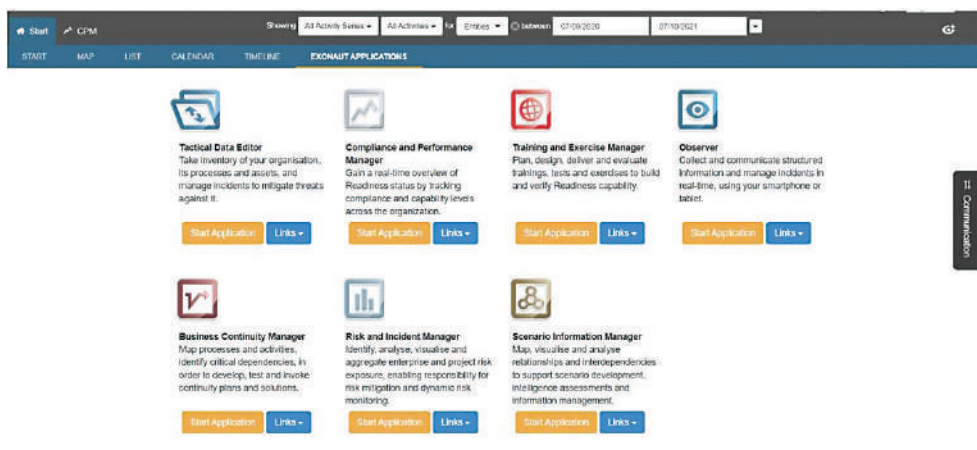 Start CPM Showing All Activity Series All Activities for Entities between 07/09/2020 07/10/2021
START MAP LIST CALENDAR TIMELINE EXONAUT APPLICATIONS
Tactical Data Editor
Take inventory of your organisation,
its processes and assets, and
manage incidents to mitigate threats
against it.
Start Application Links
Compliance and Performance
Manager
Gain a real-time overview of
Readiness status by tracking
compliance and capability levels
across the organization.
Start Application Links
Training and Exercise Manager
Plan, design, deliver and evaluate
trainings, tests and exercises to build
and verify Readiness capability.
Start Application Links
Observer
Collect and communicate structured
information and manage incidents in
real-time, using your smartphone or
tablet.
Start Application Links
Communication
Business Continuity Manager
Map processes and activities,
identify critical dependencies, in
order to develop, test and invoke
continuity plans and solutions.
Start Application Links
Risk and Incident Manager
Identify, analyse, visualise and
aggregate enterprise and project risk
exposure, enabling responsibility for
risk mitigation and dynamic risk
monitoring.
Start Application Links
Scenario Information Manager
Map, visualise and analyse
relationships and interdependencies
to support scenario development,
intelligence assessments and
information management.
Start Application Links